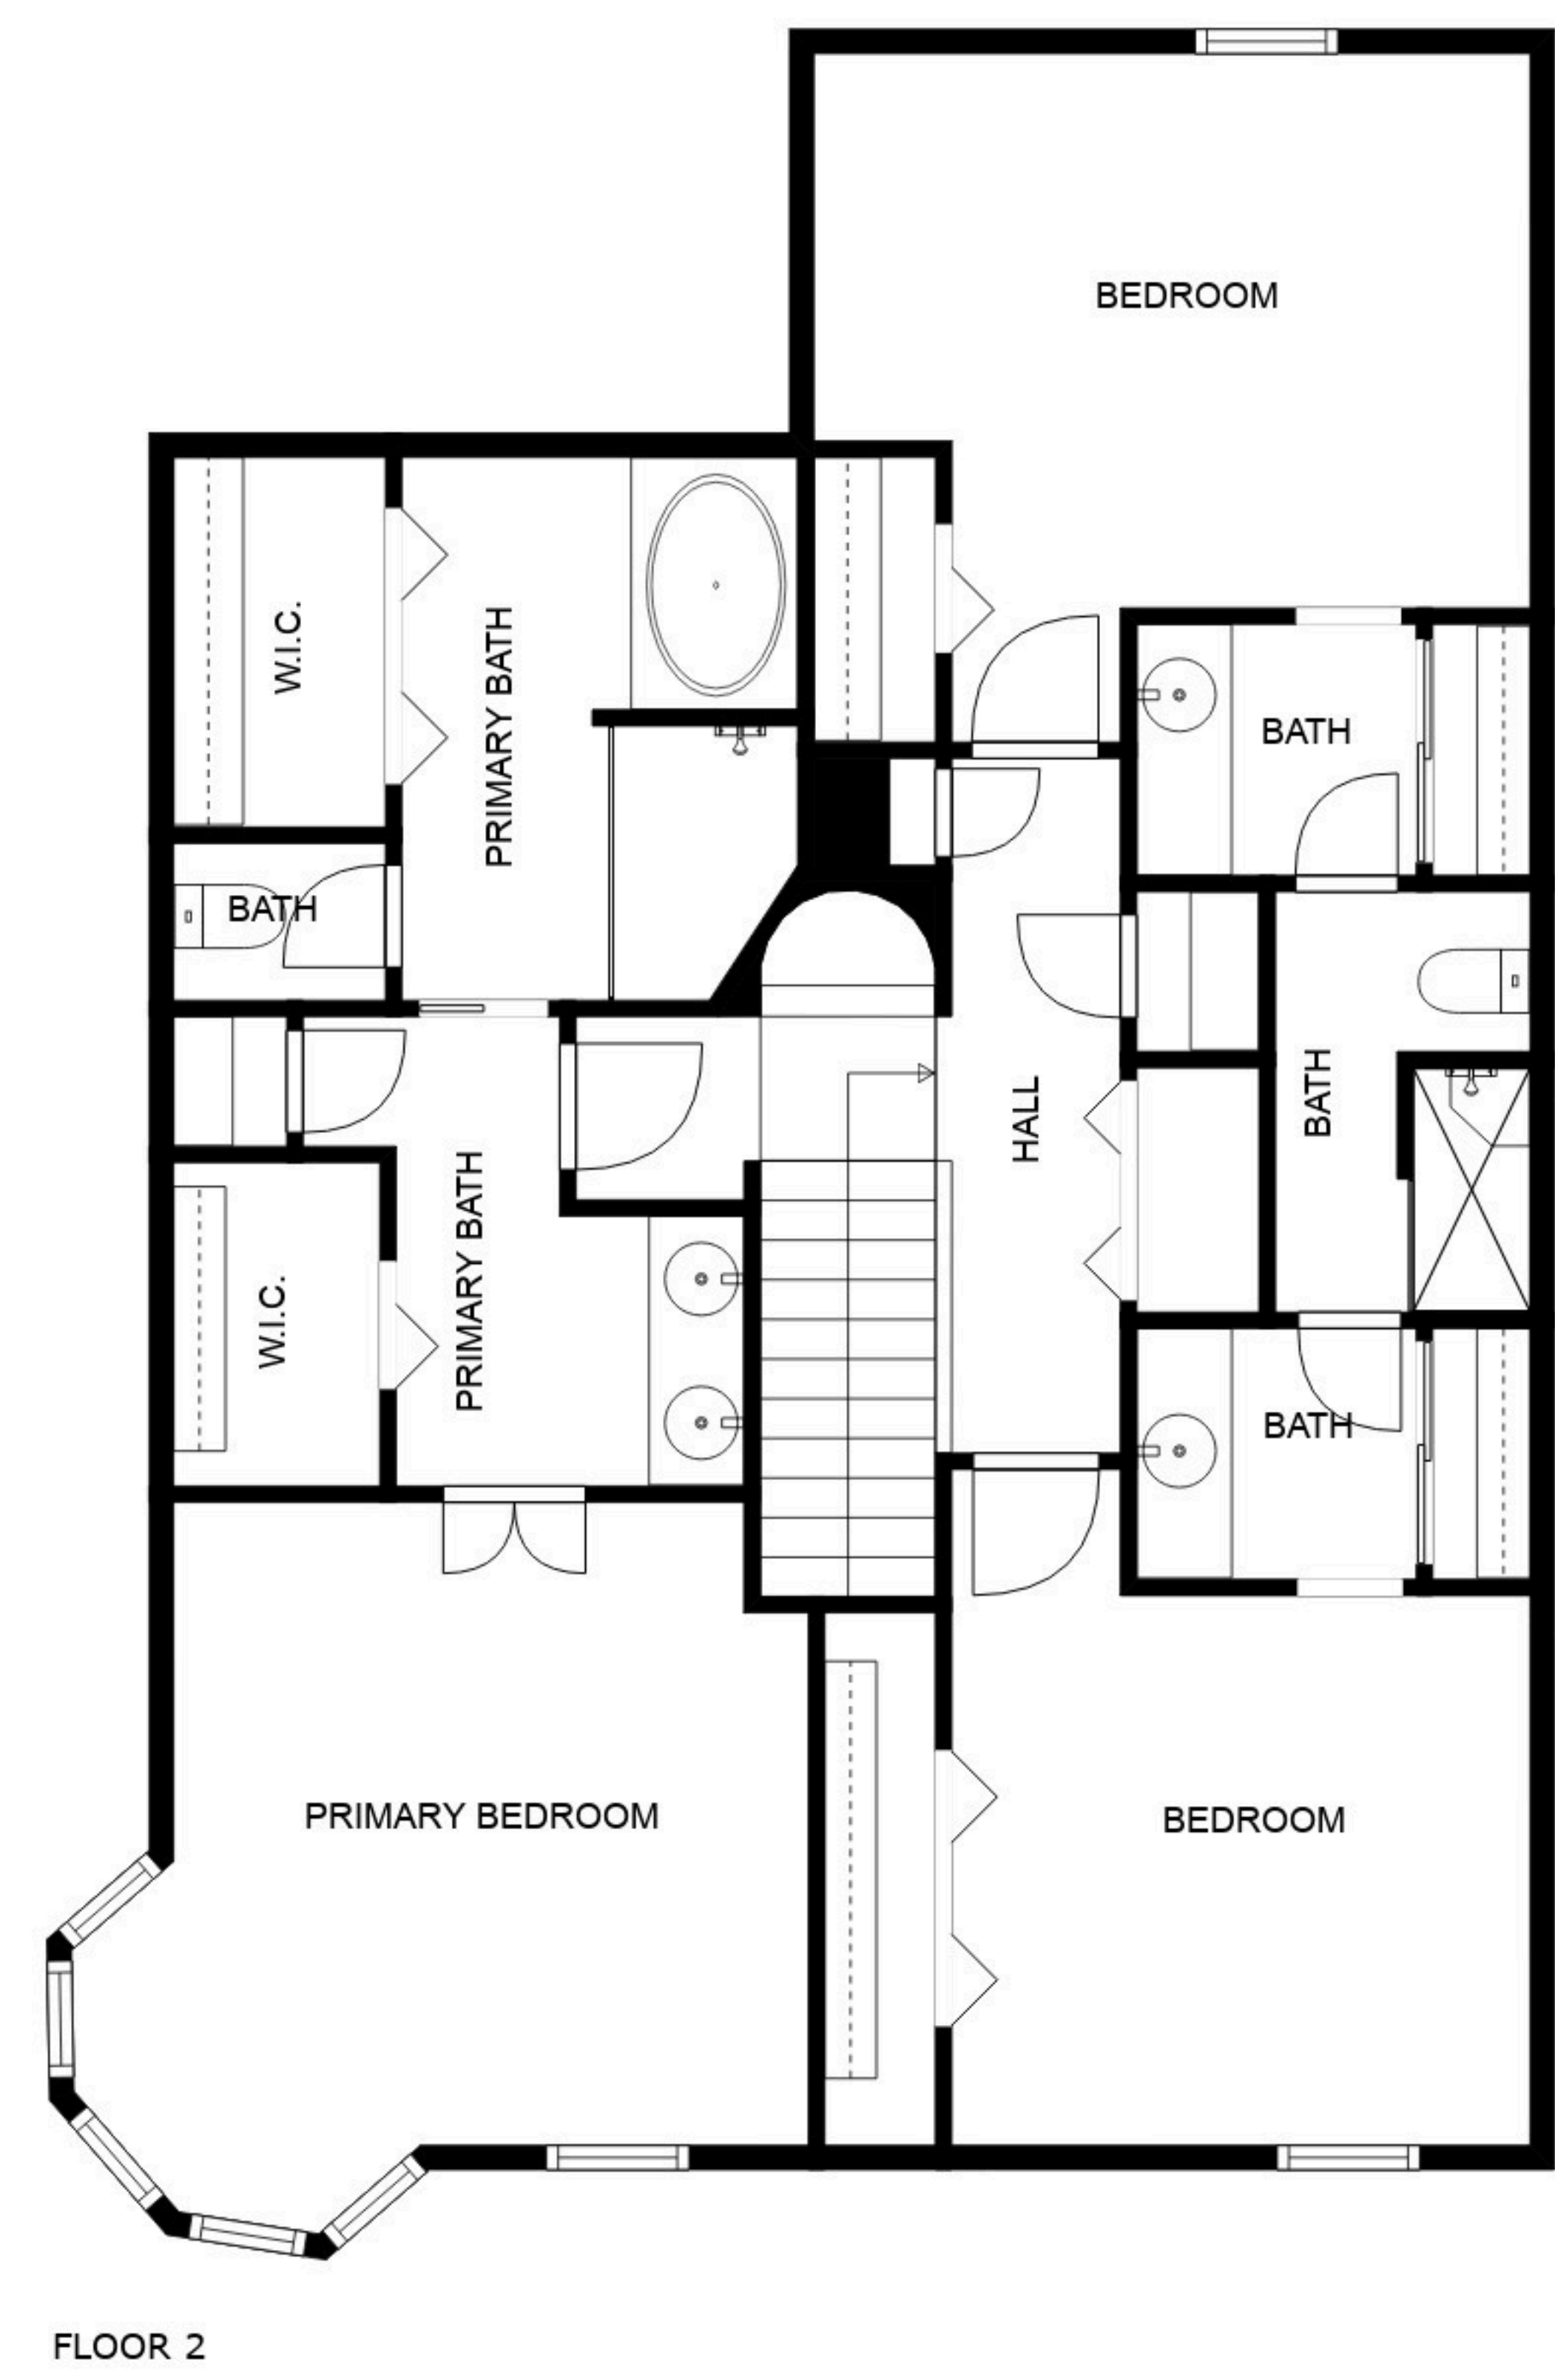 BEDROOM
W.I.C.
PRIMARY BATH
BATH
BATH
HALL
BATH
W.I.C.
PRIMARY BATH
BATH
PRIMARY BEDROOM
BEDROOM
FLOOR 2